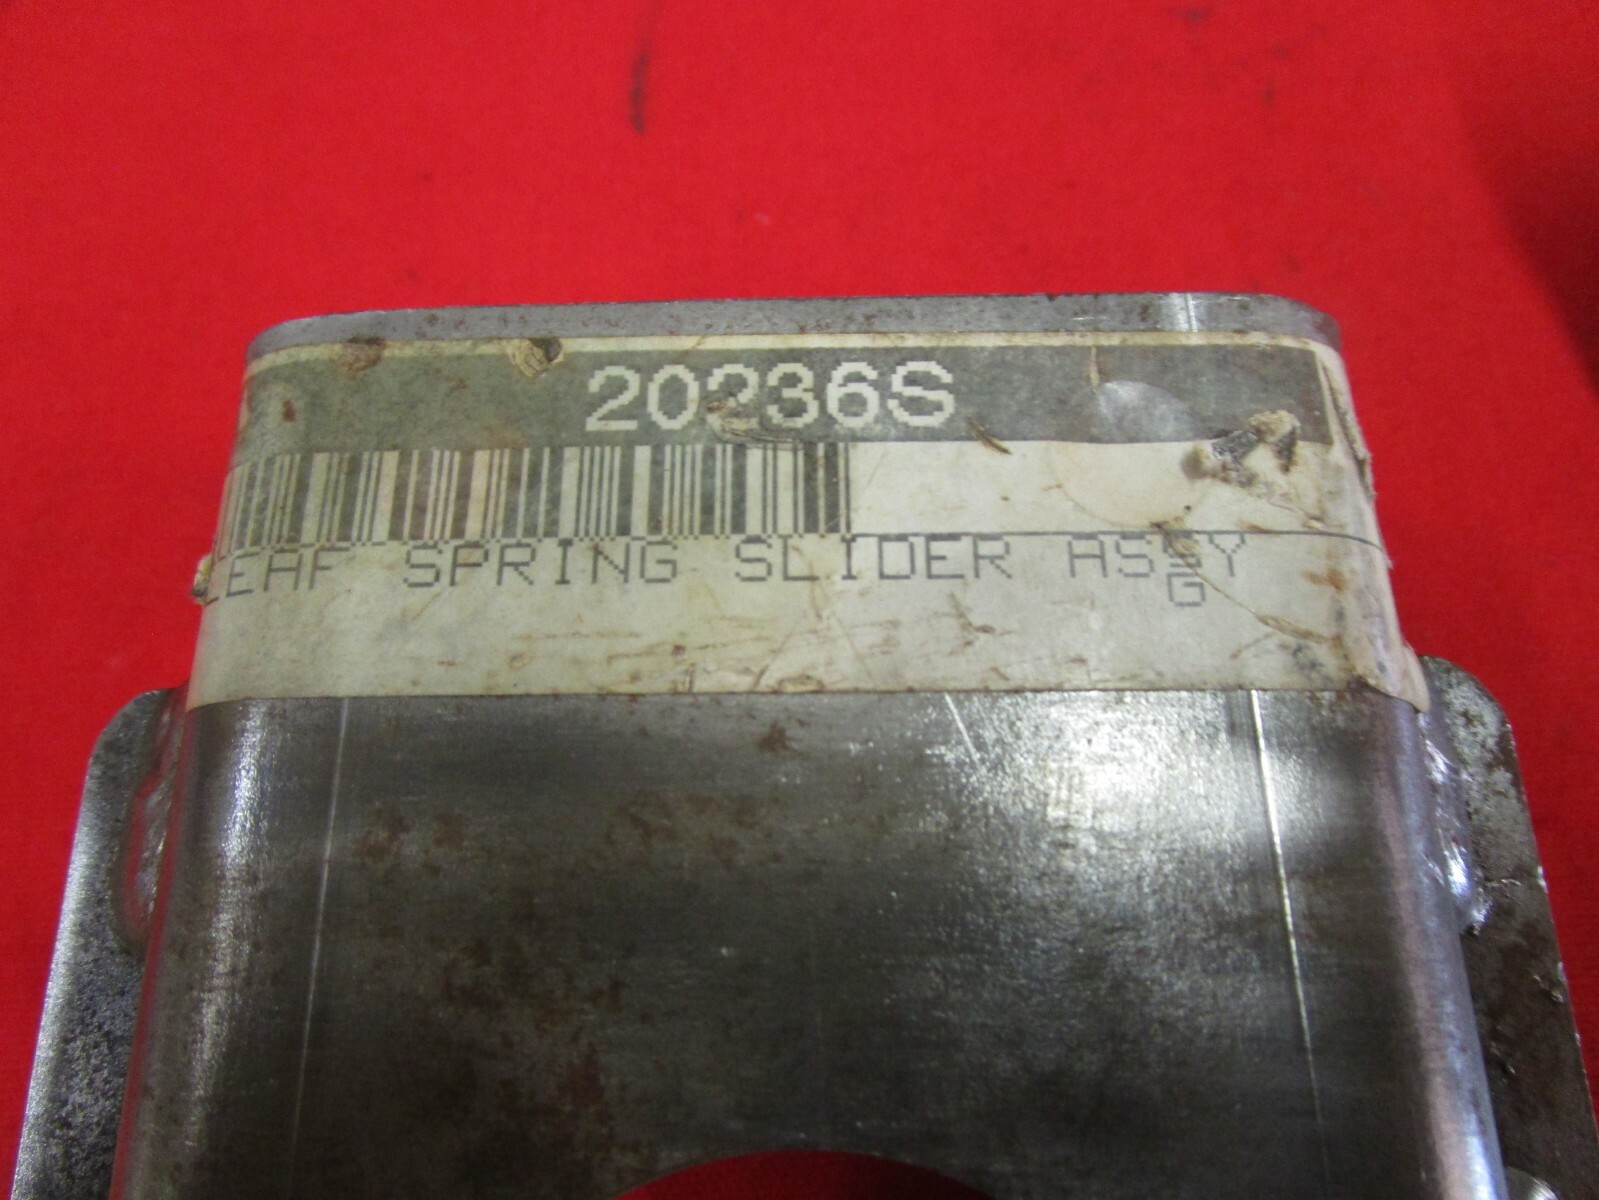 20236S
LEAF SPRING SLIDER ASSY
G